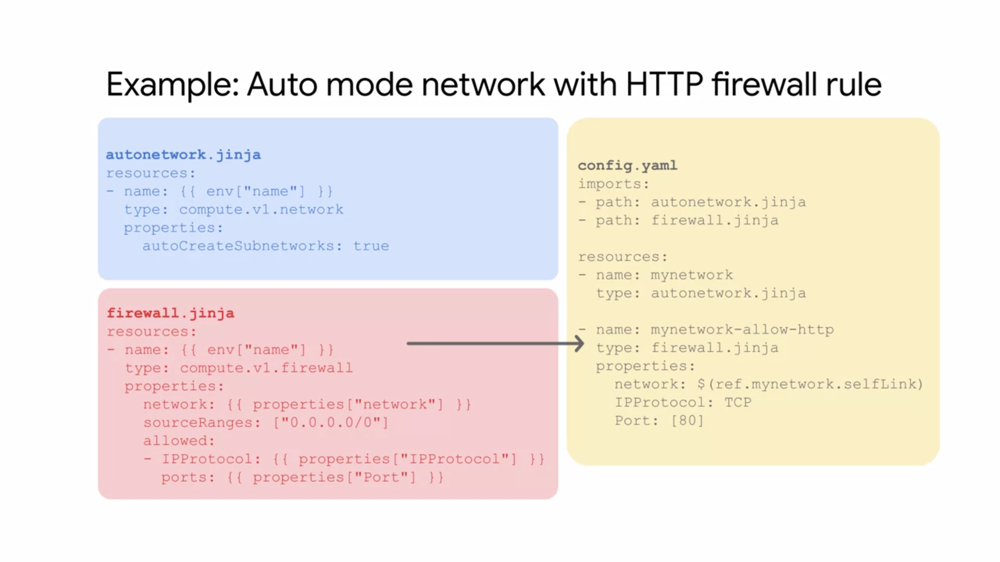 Example: Auto mode network with HTTP firewall rule
autonetwork.jinja
resources:
- name: {{ env["name"] }}
  type: compute.v1.network
  properties:
    autoCreateSubnetworks: true
firewall.jinja
resources:
- name: {{ env["name"] }}
  type: compute.v1.firewall
  properties:
    network: {{ properties["network"] }}
    sourceRanges: ["0.0.0.0/0"]
    allowed:
    - IPProtocol: {{ properties["IPProtocol"] }}
      ports: {{ properties["Port"] }}
config.yaml
imports:
- path: autonetwork.jinja
- path: firewall.jinja
resources:
- name: mynetwork
  type: autonetwork.jinja
- name: mynetwork-allow-http
  type: firewall.jinja
  properties:
    network: $(ref.mynetwork.selfLink)
    IPProtocol: TCP
    Port: [80]